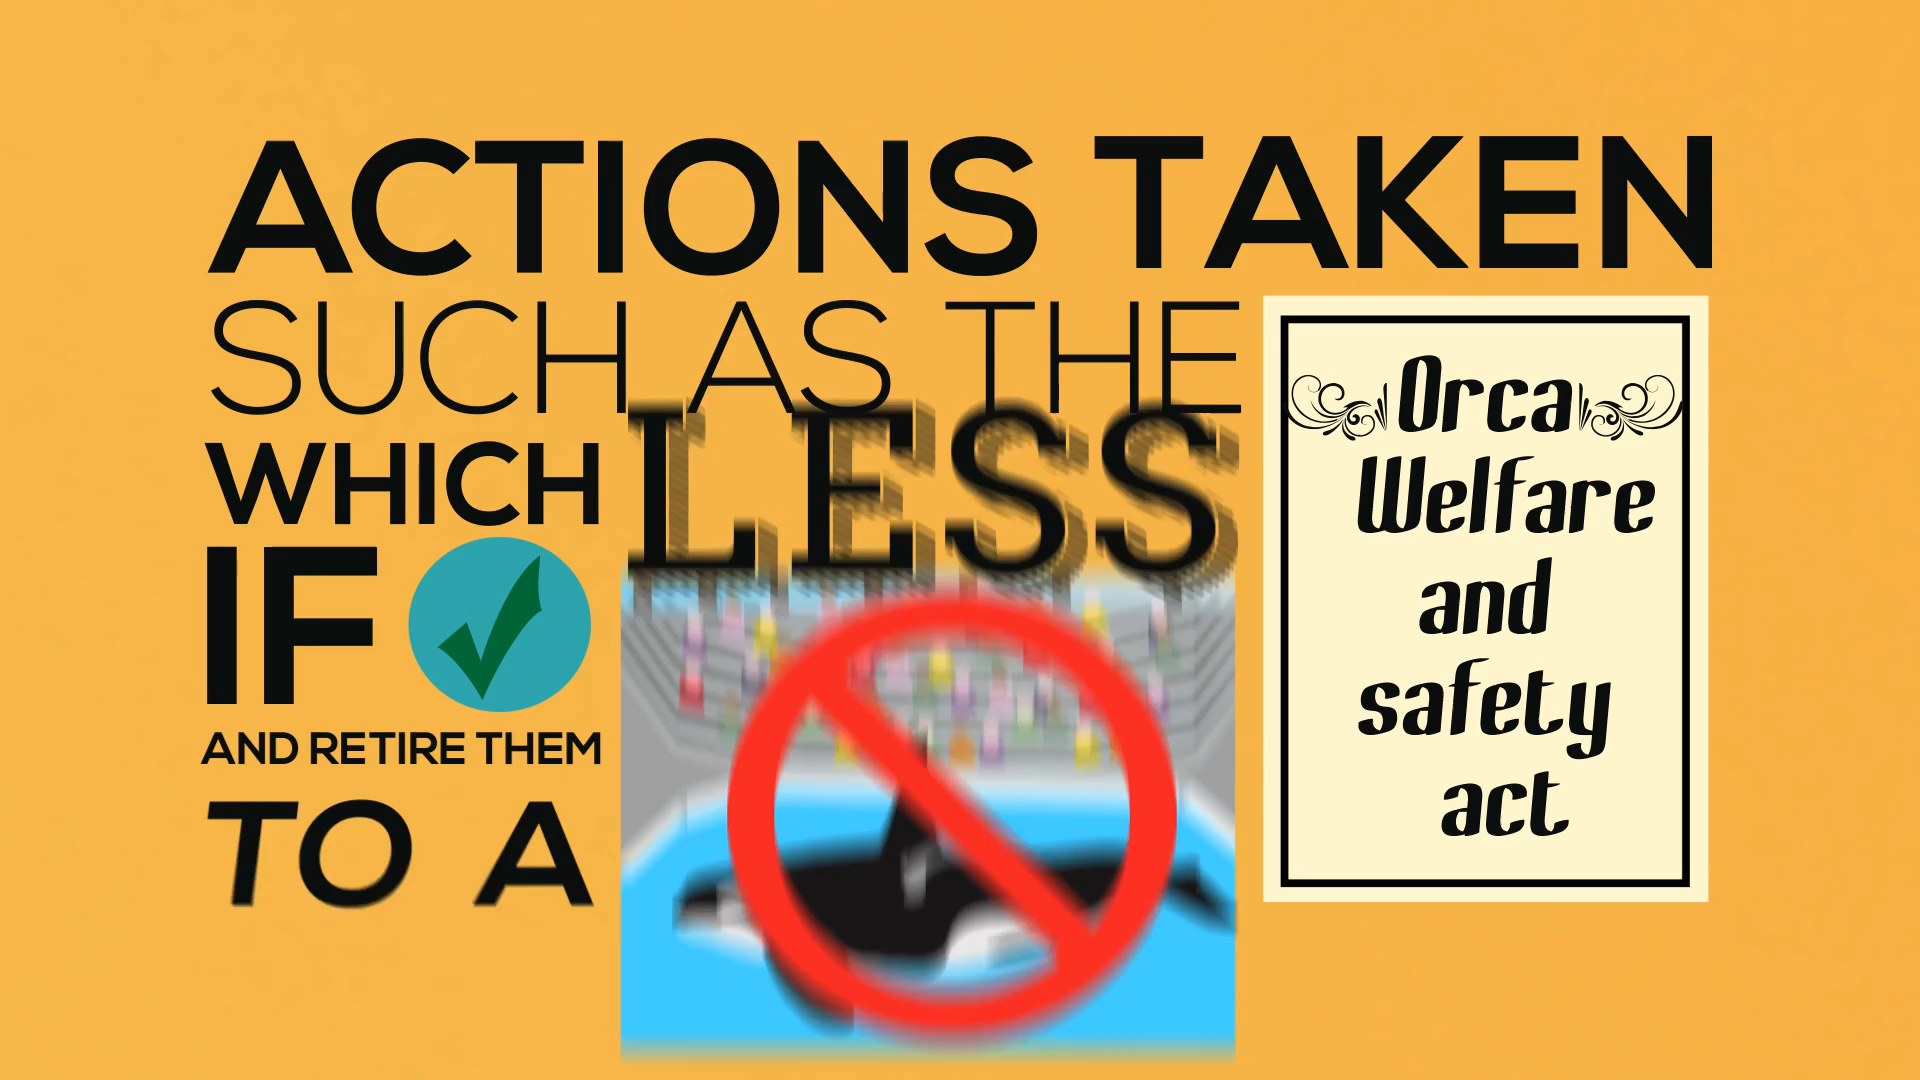 ACTIONS TAKEN
SUCH AS THE
WHICH
LESS
IF
AND RETIRE THEM
TO A
Orca
Welfare
and
safety
act